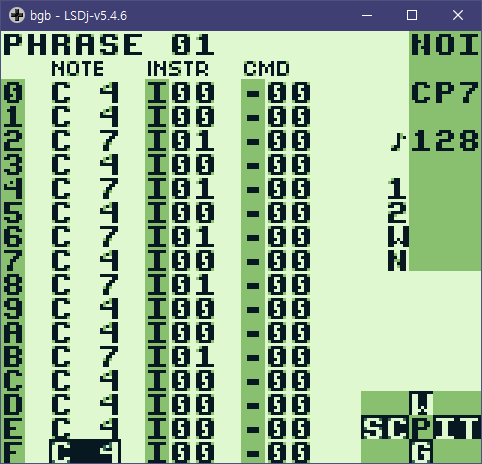 bgb - LSDj-v5.4.6
PHRASE 01 NOI
NOTE INSTR CMD
0 C 4 I00 -00 CP7
1 C 4 I00 -00
2 C 7 I01 -00 ♪128
3 C 4 I00 -00
4 C 7 I01 -00 1
5 C 4 I00 -00 2
6 C 7 I01 -00 W
7 C 4 I00 -00 N
8 C 7 I01 -00
9 C 4 I00 -00
A C 4 I00 -00
B C 7 I01 -00
C C 4 I00 -00
D C 4 I00 -00 W
E C 4 I00 -00 SCPIT
F C 4 I00 -00 G